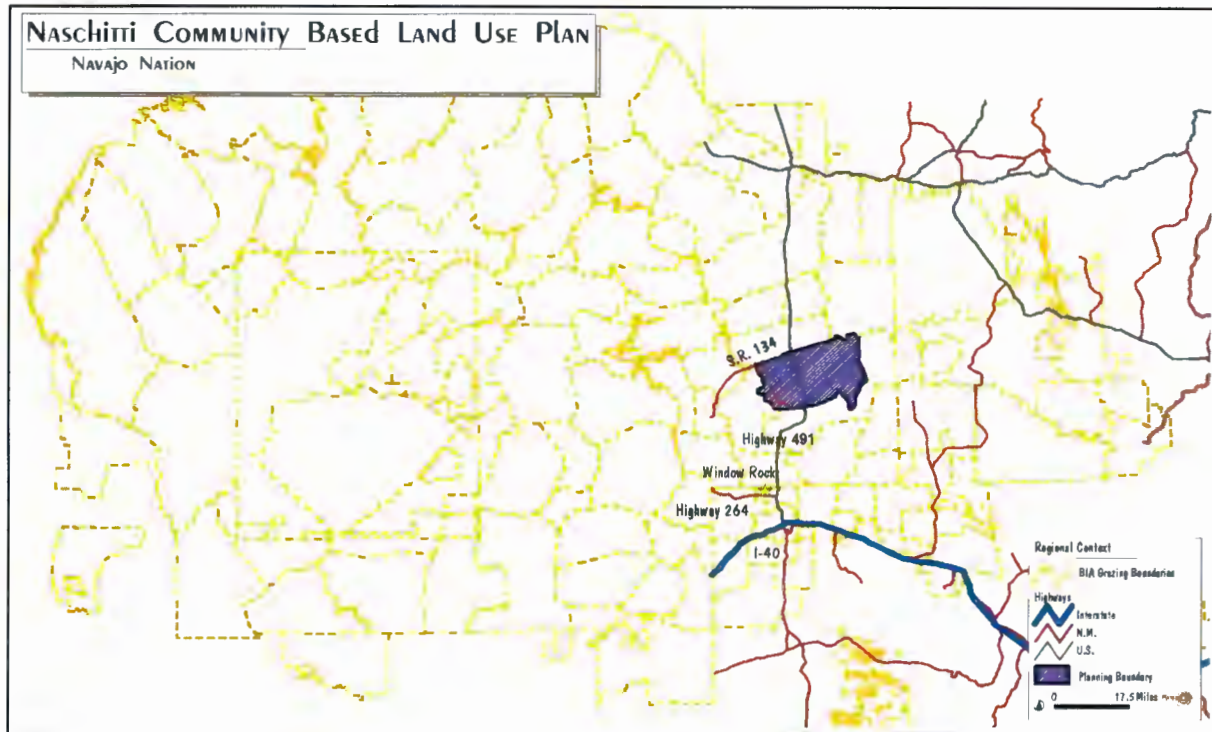 Naschitti Community Based Land Use Plan
Navajo Nation
S.R. 134
Highway 491
Window Rock
Highway 264
I-40
Regional Context
BIA Grazing Boundaries
Highways
Interstate
N.M.
U.S.
Planning Boundary
0 17.5 Miles